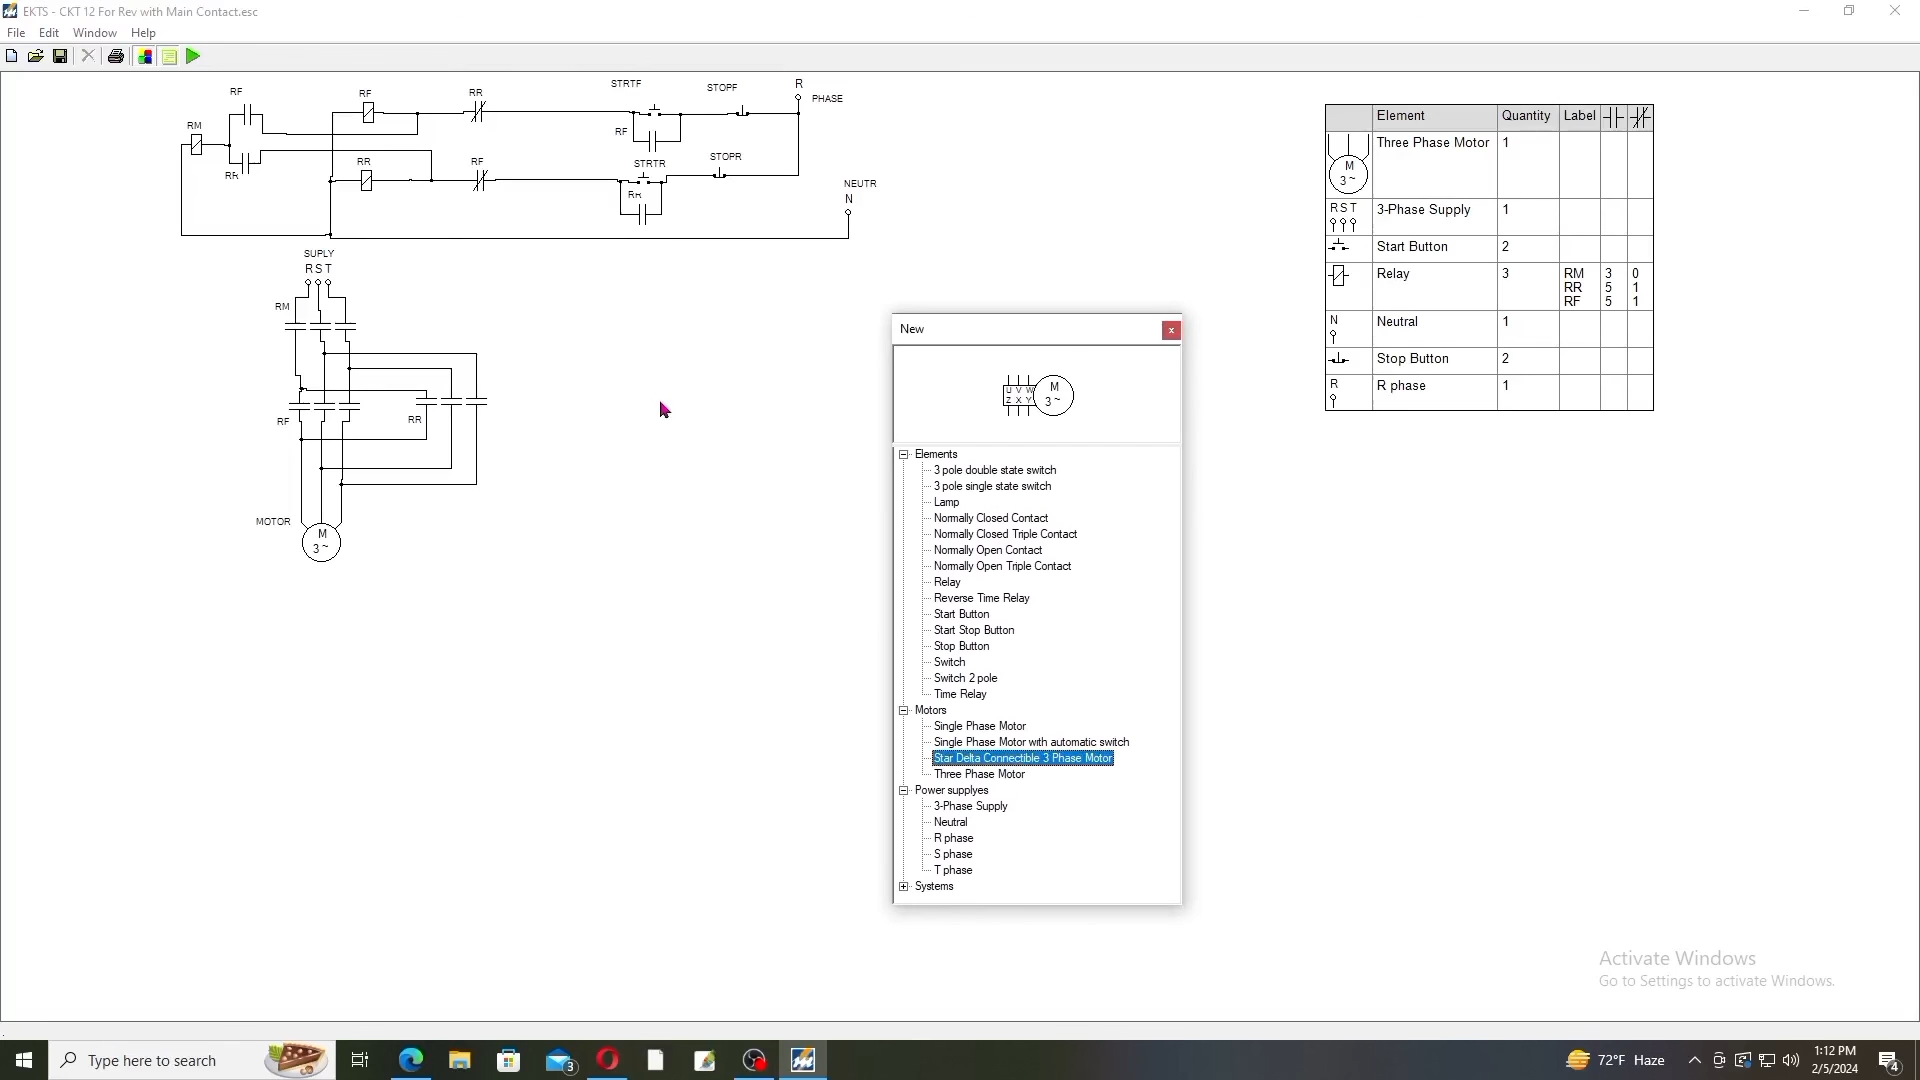 EKTS - CKT 12 For Rev with Main Contact.esc
File Edit Window Help
RF
RM
RR
RF
RR
STRTF
STOPF
R
PHASE
RF
STRTR
STOPR
RR
RF
RR
NEUTR
N
SUPLY
R S T
RM
RF
RR
MOTOR
M
3 ~
New
x
U V W
Z X Y
M
3 ~
Elements
3 pole double state switch
3 pole single state switch
Lamp
Normally Closed Contact
Normally Closed Triple Contact
Normally Open Contact
Normally Open Triple Contact
Relay
Reverse Time Relay
Start Button
Start Stop Button
Stop Button
Switch
Switch 2 pole
Time Relay
Motors
Single Phase Motor
Single Phase Motor with automatic switch
Star Delta Connectible 3 Phase Motor
Three Phase Motor
Power supplyes
3-Phase Supply
Neutral
R phase
S phase
T phase
Systems
Element Quantity Label
M
3 ~
Three Phase Motor 1
R S T 3-Phase Supply 1
Start Button 2
Relay 3 RM 3 0
RR 5 1
RF 5 1
N Neutral 1
Stop Button 2
R R phase 1
Activate Windows
Go to Settings to activate Windows.
Type here to search
3
72°F Haze
1:12 PM
2/5/2024
4